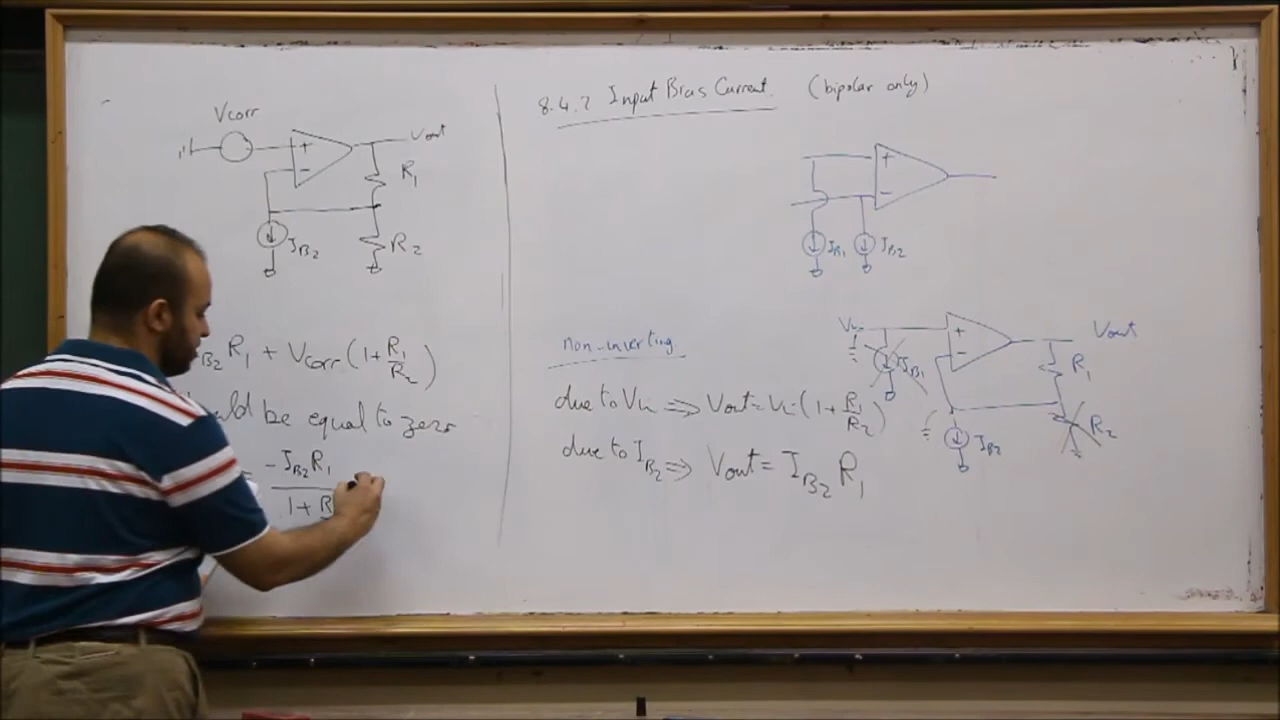 Vcorr
+
-
Vout
R1
IB2
R2
B2 R1 + Vcorr (1 + R1/R2)
be equal to zero
-IB2 R1
1 + R
8.4.2 Input Bias Current. (bipolar only)
+
-
IB1
IB2
non-inverting
Vin
+
-
Vout
IB1
R1
IB2
R2
due to Vin ⇒ Vout = Vin (1 + R1/R2)
due to IB2 ⇒ Vout = IB2 R1